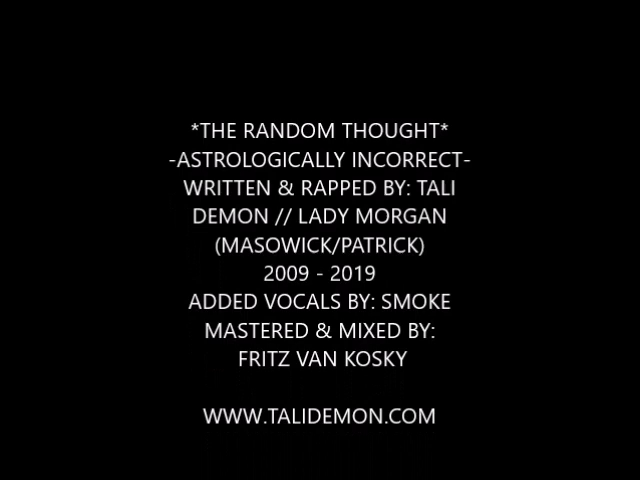 *THE RANDOM THOUGHT*
-ASTROLOGICALLY INCORRECT-
WRITTEN & RAPPED BY: TALI
DEMON // LADY MORGAN
(MASOWICK/PATRICK)
2009 - 2019
ADDED VOCALS BY: SMOKE
MASTERED & MIXED BY:
FRITZ VAN KOSKY
WWW.TALIDEMON.COM